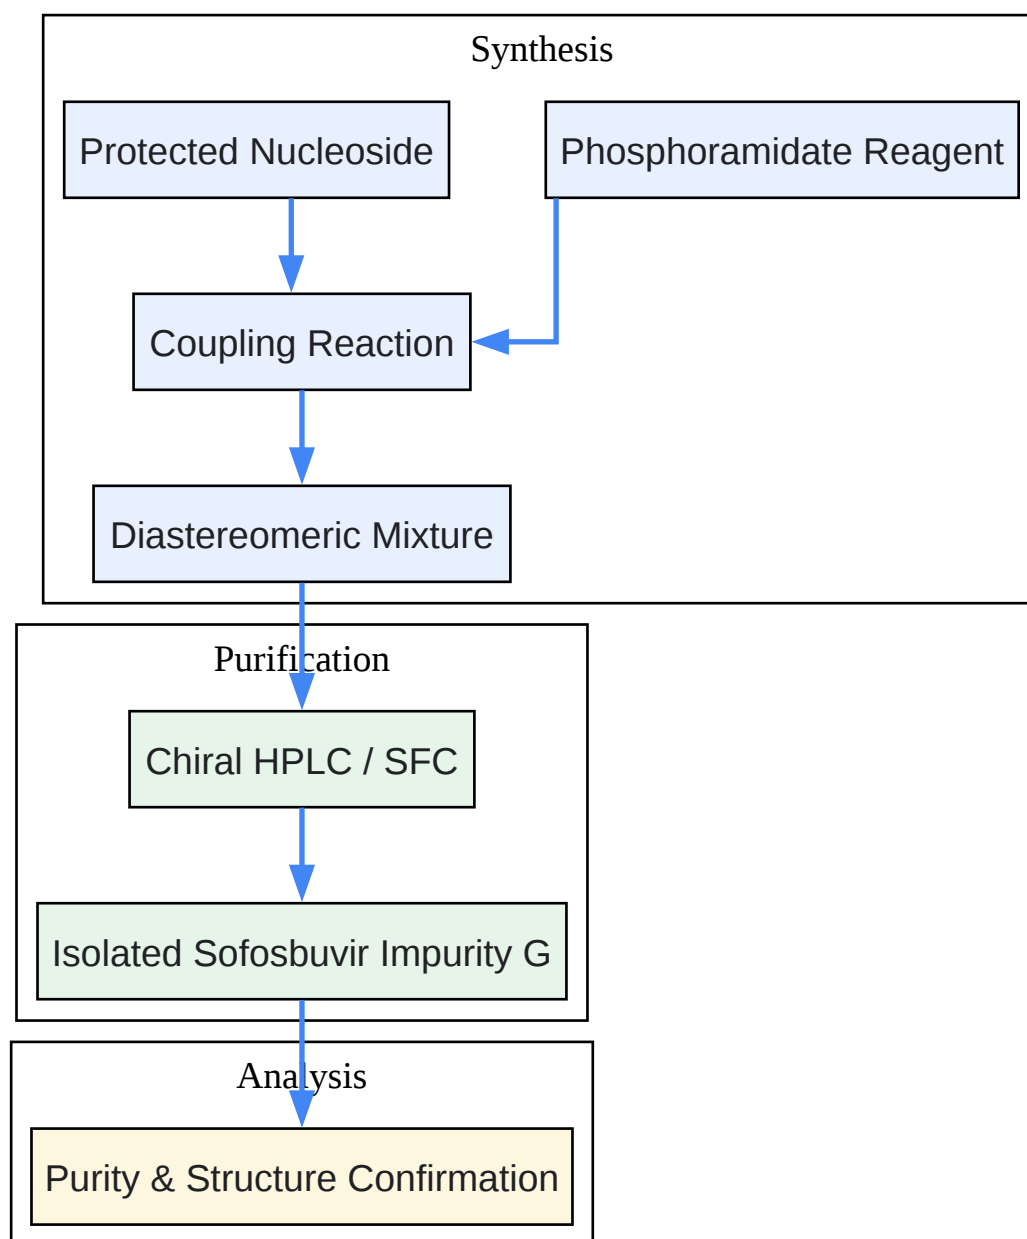 Synthesis
Protected Nucleoside
Phosphoramidate Reagent
Coupling Reaction
Diastereomeric Mixture
Purification
Chiral HPLC / SFC
Isolated Sofosbuvir Impurity G
Analysis
Purity & Structure Confirmation